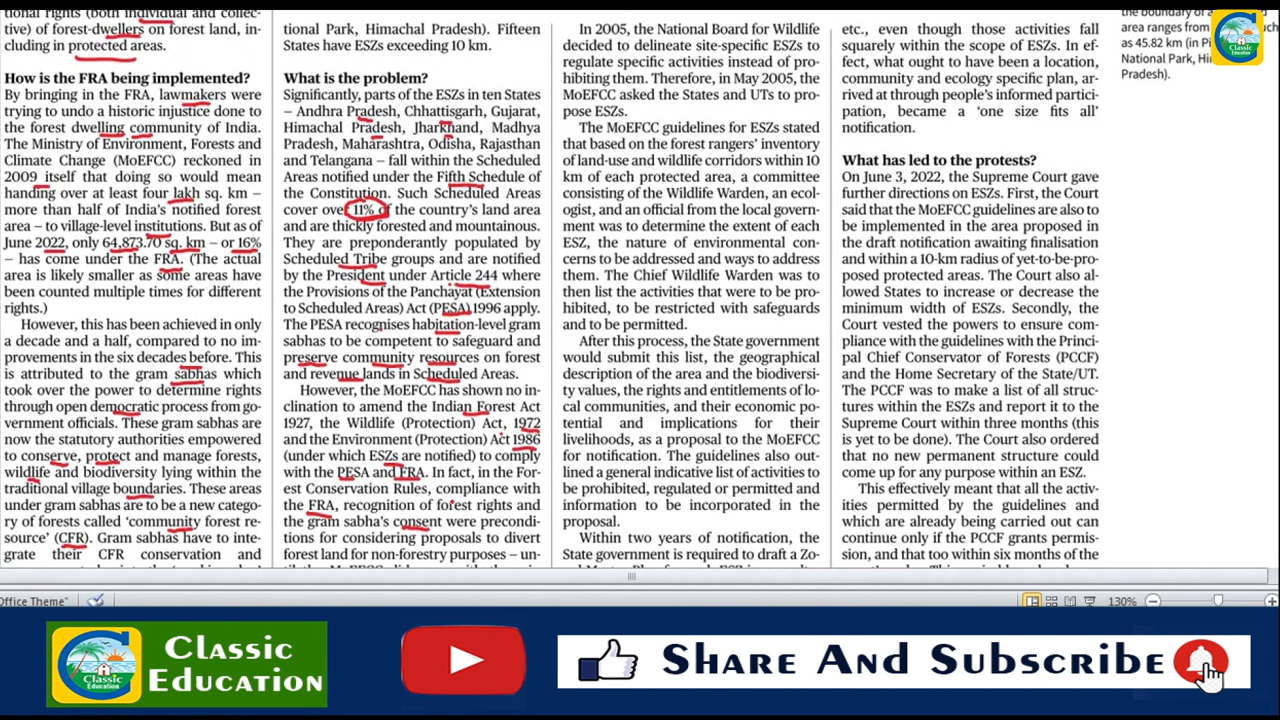 tional rights (both individual and collec-
tive) of forest-dwellers on forest land, in-
cluding in protected areas.
How is the FRA being implemented?
By bringing in the FRA, lawmakers were
trying to undo a historic injustice done to
the forest dwelling community of India.
The Ministry of Environment, Forests and
Climate Change (MoEFCC) reckoned in
2009 itself that doing so would mean
handing over at least four lakh sq. km –
more than half of India's notified forest
area – to village-level institutions. But as of
June 2022, only 64,873.70 sq. km – or 16%
– has come under the FRA. (The actual
area is likely smaller as some areas have
been counted multiple times for different
rights.)
However, this has been achieved in only
a decade and a half, compared to no im-
provements in the six decades before. This
is attributed to the gram sabhas which
took over the power to determine rights
through open democratic process from go-
vernment officials. These gram sabhas are
now the statutory authorities empowered
to conserve, protect and manage forests,
wildlife and biodiversity lying within the
traditional village boundaries. These areas
under gram sabhas are to be a new catego-
ry of forests called 'community forest re-
source' (CFR). Gram sabhas have to inte-
grate their CFR conservation and
tional Park, Himachal Pradesh). Fifteen
States have ESZs exceeding 10 km.
What is the problem?
Significantly, parts of the ESZs in ten States
– Andhra Pradesh, Chhattisgarh, Gujarat,
Himachal Pradesh, Jharkhand, Madhya
Pradesh, Maharashtra, Odisha, Rajasthan
and Telangana – fall within the Scheduled
Areas notified under the Fifth Schedule of
the Constitution. Such Scheduled Areas
cover over 11% of the country's land area
and are thickly forested and mountainous.
They are preponderantly populated by
Scheduled Tribe groups and are notified
by the President under Article 244 where
the Provisions of the Panchayat (Extension
to Scheduled Areas) Act (PESA) 1996 apply.
The PESA recognises habitation-level gram
sabhas to be competent to safeguard and
preserve community resources on forest
and revenue lands in Scheduled Areas.
However, the MoEFCC has shown no in-
clination to amend the Indian Forest Act
1927, the Wildlife (Protection) Act, 1972
and the Environment (Protection) Act 1986
(under which ESZs are notified) to comply
with the PESA and FRA. In fact, in the For-
est Conservation Rules, compliance with
the FRA, recognition of forest rights and
the gram sabha's consent were precondi-
tions for considering proposals to divert
forest land for non-forestry purposes – un-
In 2005, the National Board for Wildlife
decided to delineate site-specific ESZs to
regulate specific activities instead of pro-
hibiting them. Therefore, in May 2005, the
MoEFCC asked the States and UTs to pro-
pose ESZs.
The MoEFCC guidelines for ESZs stated
that based on the forest rangers' inventory
of land-use and wildlife corridors within 10
km of each protected area, a committee
consisting of the Wildlife Warden, an ecol-
ogist, and an official from the local govern-
ment was to determine the extent of each
ESZ, the nature of environmental con-
cerns to be addressed and ways to address
them. The Chief Wildlife Warden was to
then list the activities that were to be pro-
hibited, to be restricted with safeguards
and to be permitted.
After this process, the State government
would submit this list, the geographical
description of the area and the biodiversi-
ty values, the rights and entitlements of lo-
cal communities, and their economic po-
tential and implications for their
livelihoods, as a proposal to the MoEFCC
for notification. The guidelines also out-
lined a general indicative list of activities to
be prohibited, regulated or permitted and
information to be incorporated in the
proposal.
Within two years of notification, the
State government is required to draft a Zo-
etc., even though those activities fall
squarely within the scope of ESZs. In ef-
fect, what ought to have been a location,
community and ecology specific plan, ar-
rived at through people's informed partici-
pation, became a 'one size fits all'
notification.
What has led to the protests?
On June 3, 2022, the Supreme Court gave
further directions on ESZs. First, the Court
said that the MoEFCC guidelines are also to
be implemented in the area proposed in
the draft notification awaiting finalisation
and within a 10-km radius of yet-to-be-pro-
posed protected areas. The Court also al-
lowed States to increase or decrease the
minimum width of ESZs. Secondly, the
Court vested the powers to ensure com-
pliance with the guidelines with the Princi-
pal Chief Conservator of Forests (PCCF)
and the Home Secretary of the State/UT.
The PCCF was to make a list of all struc-
tures within the ESZs and report it to the
Supreme Court within three months (this
is yet to be done). The Court also ordered
that no new permanent structure could
come up for any purpose within an ESZ.
This effectively meant that all the activ-
ities permitted by the guidelines and
which are already being carried out can
continue only if the PCCF grants permis-
sion, and that too within six months of the
the boundary of a
area ranges from such
as 45.82 km (in Pi
National Park, Hi
Pradesh).
Classic
Education
Office Theme"
130%
Classic
Education
Classic
Education
Share And Subscribe